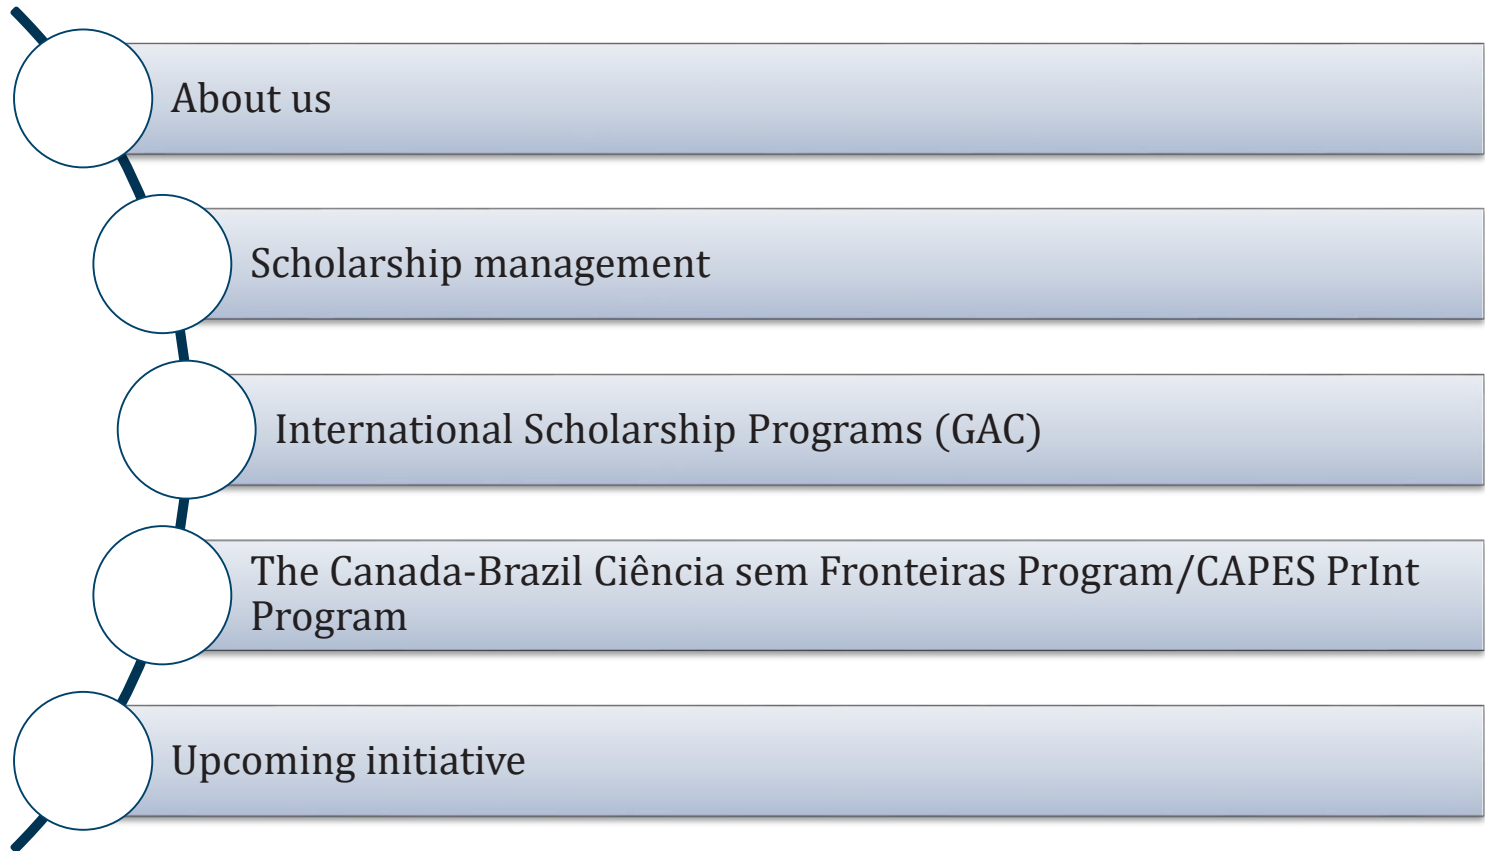 About us
Scholarship management
International Scholarship Programs (GAC)
The Canada-Brazil Ciência sem Fronteiras Program/CAPES PrInt
Program
Upcoming initiative